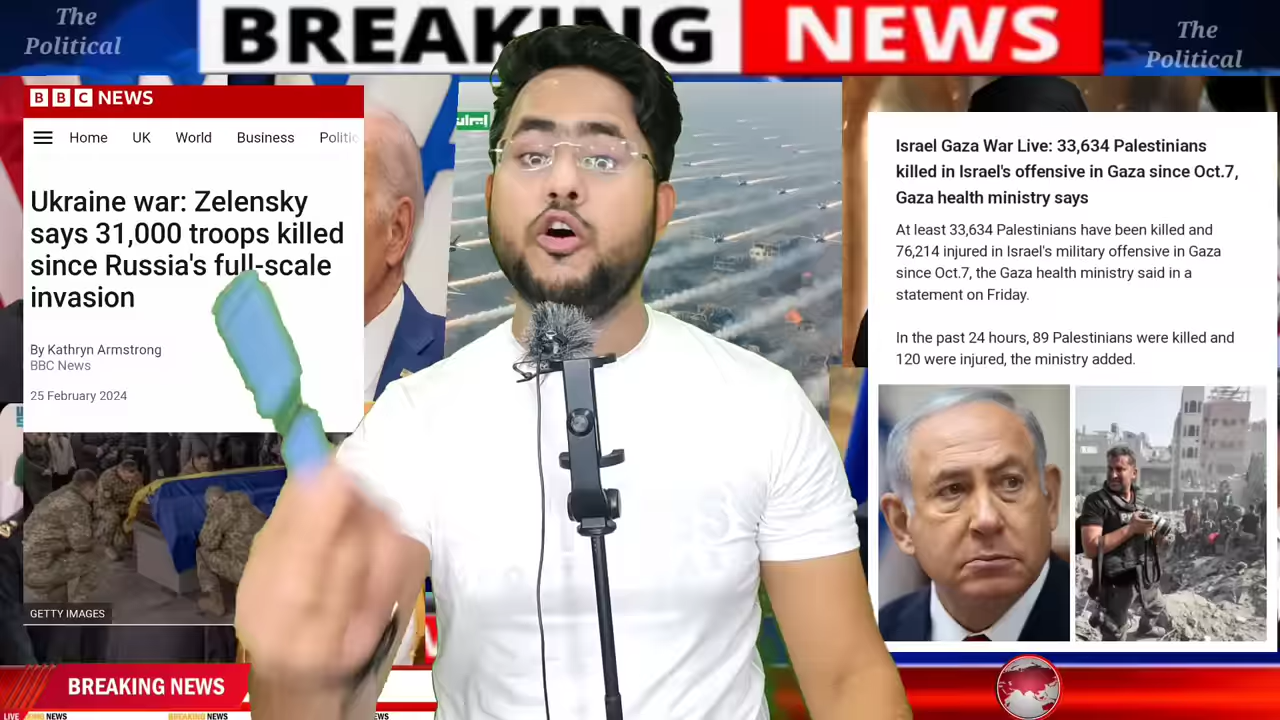 The
Political
BREAKING
NEWS
The
Political
BBC NEWS
Home UK World Business
Ukraine war: Zelensky
says 31,000 troops killed
since Russia's full-scale
invasion
By Kathryn Armstrong
BBC News
25 February 2024
GETTY IMAGES
Israel Gaza War Live: 33,634 Palestinians
killed in Israel's offensive in Gaza since Oct.7,
Gaza health ministry says
At least 33,634 Palestinians have been killed and
76,214 injured in Israel's military offensive in Gaza
since Oct.7, the Gaza health ministry said in a
statement on Friday.
In the past 24 hours, 89 Palestinians were killed and
120 were injured, the ministry added.
BREAKING NEWS
LIVE NEWS
BREAKING NEWS
NEWS